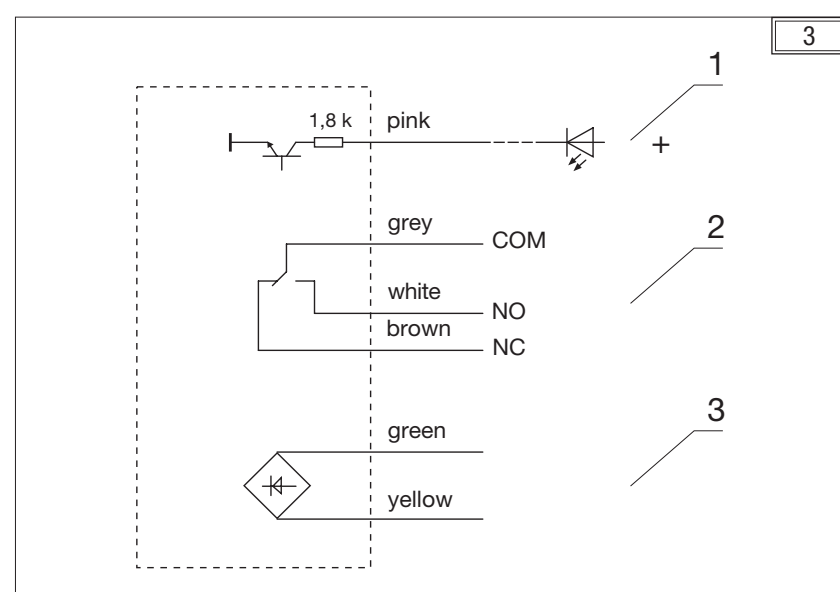 3
1
1,8 k
pink
+
grey
COM
2
white
NO
brown
NC
3
green
yellow